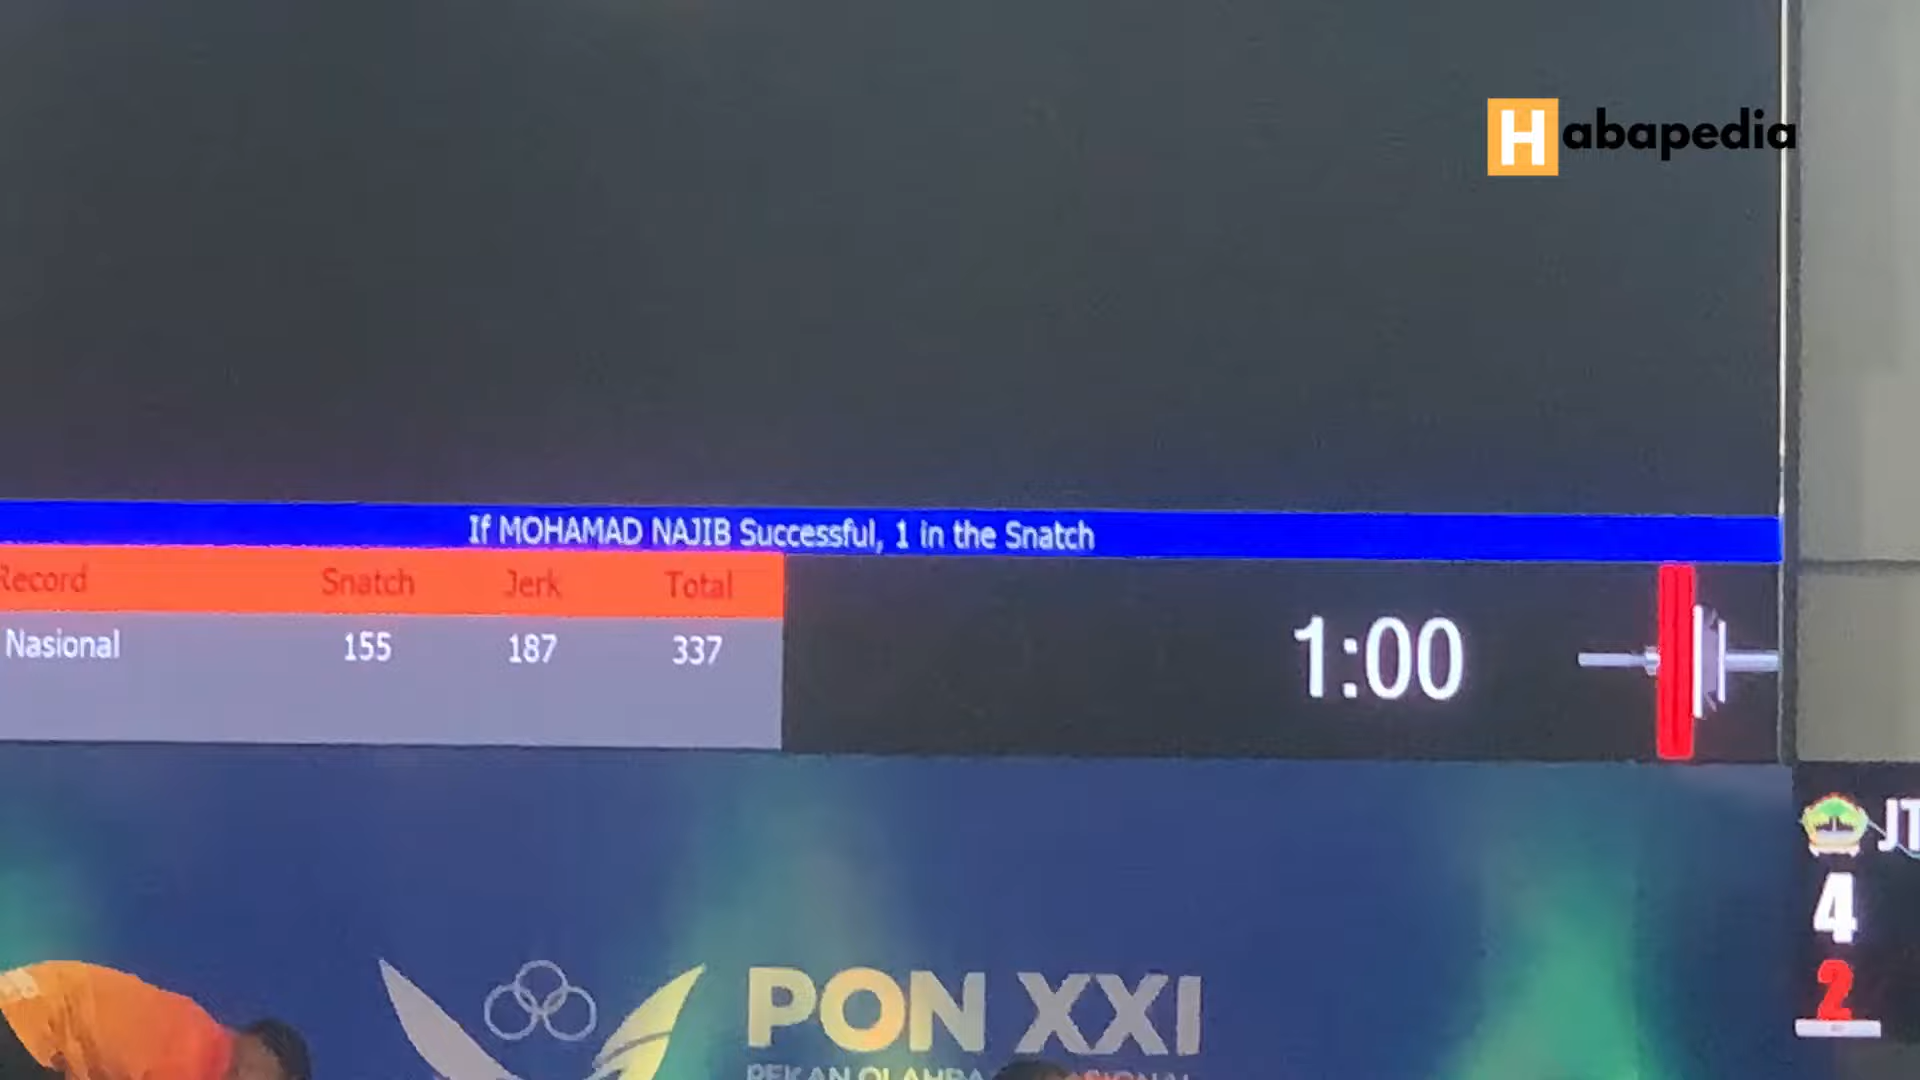 Habapedia
If MOHAMAD NAJIB Successful, 1 in the Snatch
Record Snatch Jerk Total
Nasional 155 187 337
1:00
4
2
PON XXI